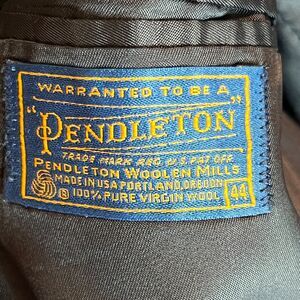 WARRANTED TO BE A
"PENDLETON"
TRADE MARK REG. U.S. PAT. OFF.
PENDLETON WOOLEN MILLS
MADE IN USA PORTLAND, OREGON
R 100% PURE VIRGIN WOOL
44